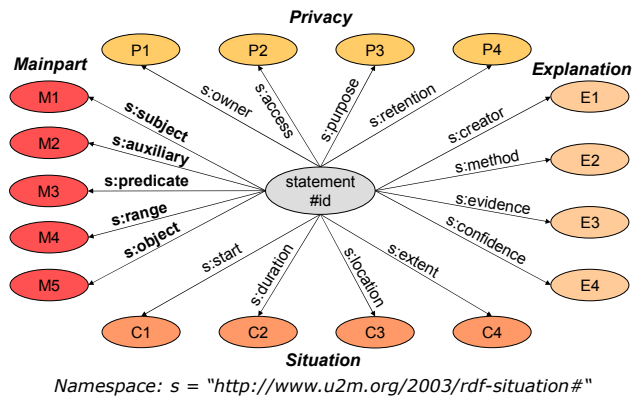 Privacy
P1
P2
P3
P4
Mainpart
Explanation
M1
M2
M3
M4
M5
E1
E2
E3
E4
s:owner
s:access
s:purpose
s:retention
s:subject
s:auxiliary
s:predicate
s:range
s:object
statement
#id
s:creator
s:method
s:evidence
s:confidence
s:start
s:duration
s:location
s:extent
C1
C2
C3
C4
Situation
Namespace: s = "http://www.u2m.org/2003/rdf-situation#"